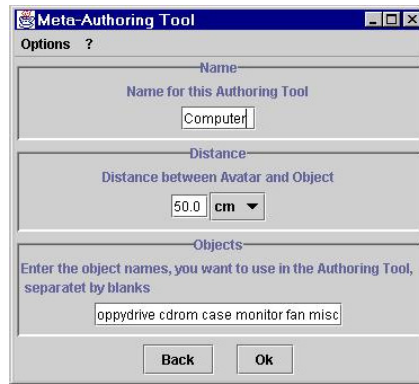 Meta-Authoring Tool
Options ?
Name
Name for this Authoring Tool
Computer
Distance
Distance between Avatar and Object
50.0 cm
Objects
Enter the object names, you want to use in the Authoring Tool,
separatet by blanks
oppydrive cdrom case monitor fan misc
Back Ok